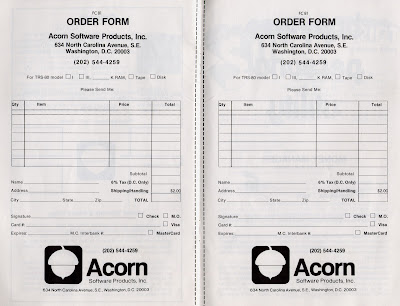 FC III
ORDER FORM
Acorn Software Products, Inc.
634 North Carolina Avenue, S.E.
Washington, D.C. 20003
(202) 544-4259
For TRS-80 model: I III, K RAM, Tape Disk
Please Send Me:
Qty Item Price Total
Subtotal
Name 6% Tax (D.C. Only)
Address Shipping/Handling $2.00
City State Zip TOTAL
Signature Check M.O.
Card # Visa
Expires M.C. Interbank # MasterCard
(202) 544-4259
Acorn
Software Products, Inc.
634 North Carolina Avenue, S.E., Washington, D.C. 20003
FC III
ORDER FORM
Acorn Software Products, Inc.
634 North Carolina Avenue, S.E.
Washington, D.C. 20003
(202) 544-4259
For TRS-80 model: I III, K RAM, Tape Disk
Please Send Me:
Qty Item Price Total
Subtotal
Name 6% Tax (D.C. Only)
Address Shipping/Handling $2.00
City State Zip TOTAL
Signature Check M.O.
Card # Visa
Expires M.C. Interbank # MasterCard
(202) 544-4259
Acorn
Software Products, Inc.
634 North Carolina Avenue, S.E., Washington, D.C. 20003